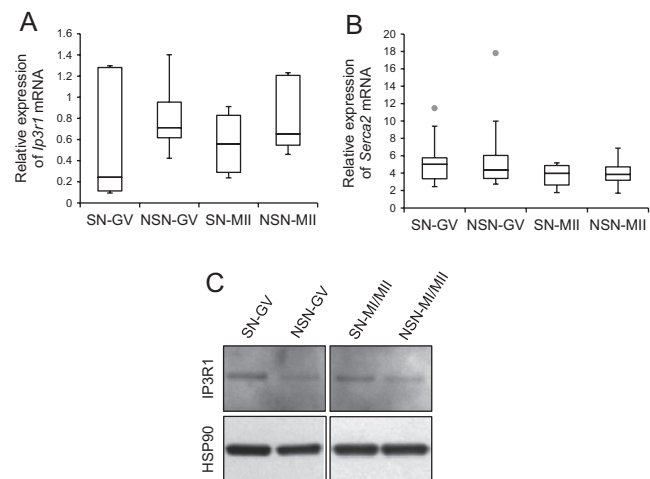 A
Relative expression
of Ip3r1 mRNA
1.6
1.4
1.2
1
0.8
0.6
0.4
0.2
0
SN-GV NSN-GV SN-MII NSN-MII
B
Relative expression
of Serca2 mRNA
20
18
16
14
12
10
8
6
4
2
0
SN-GV NSN-GV SN-MII NSN-MII
C
SN-GV
NSN-GV
SN-MI/MII
NSN-MI/MII
IP3R1
HSP90